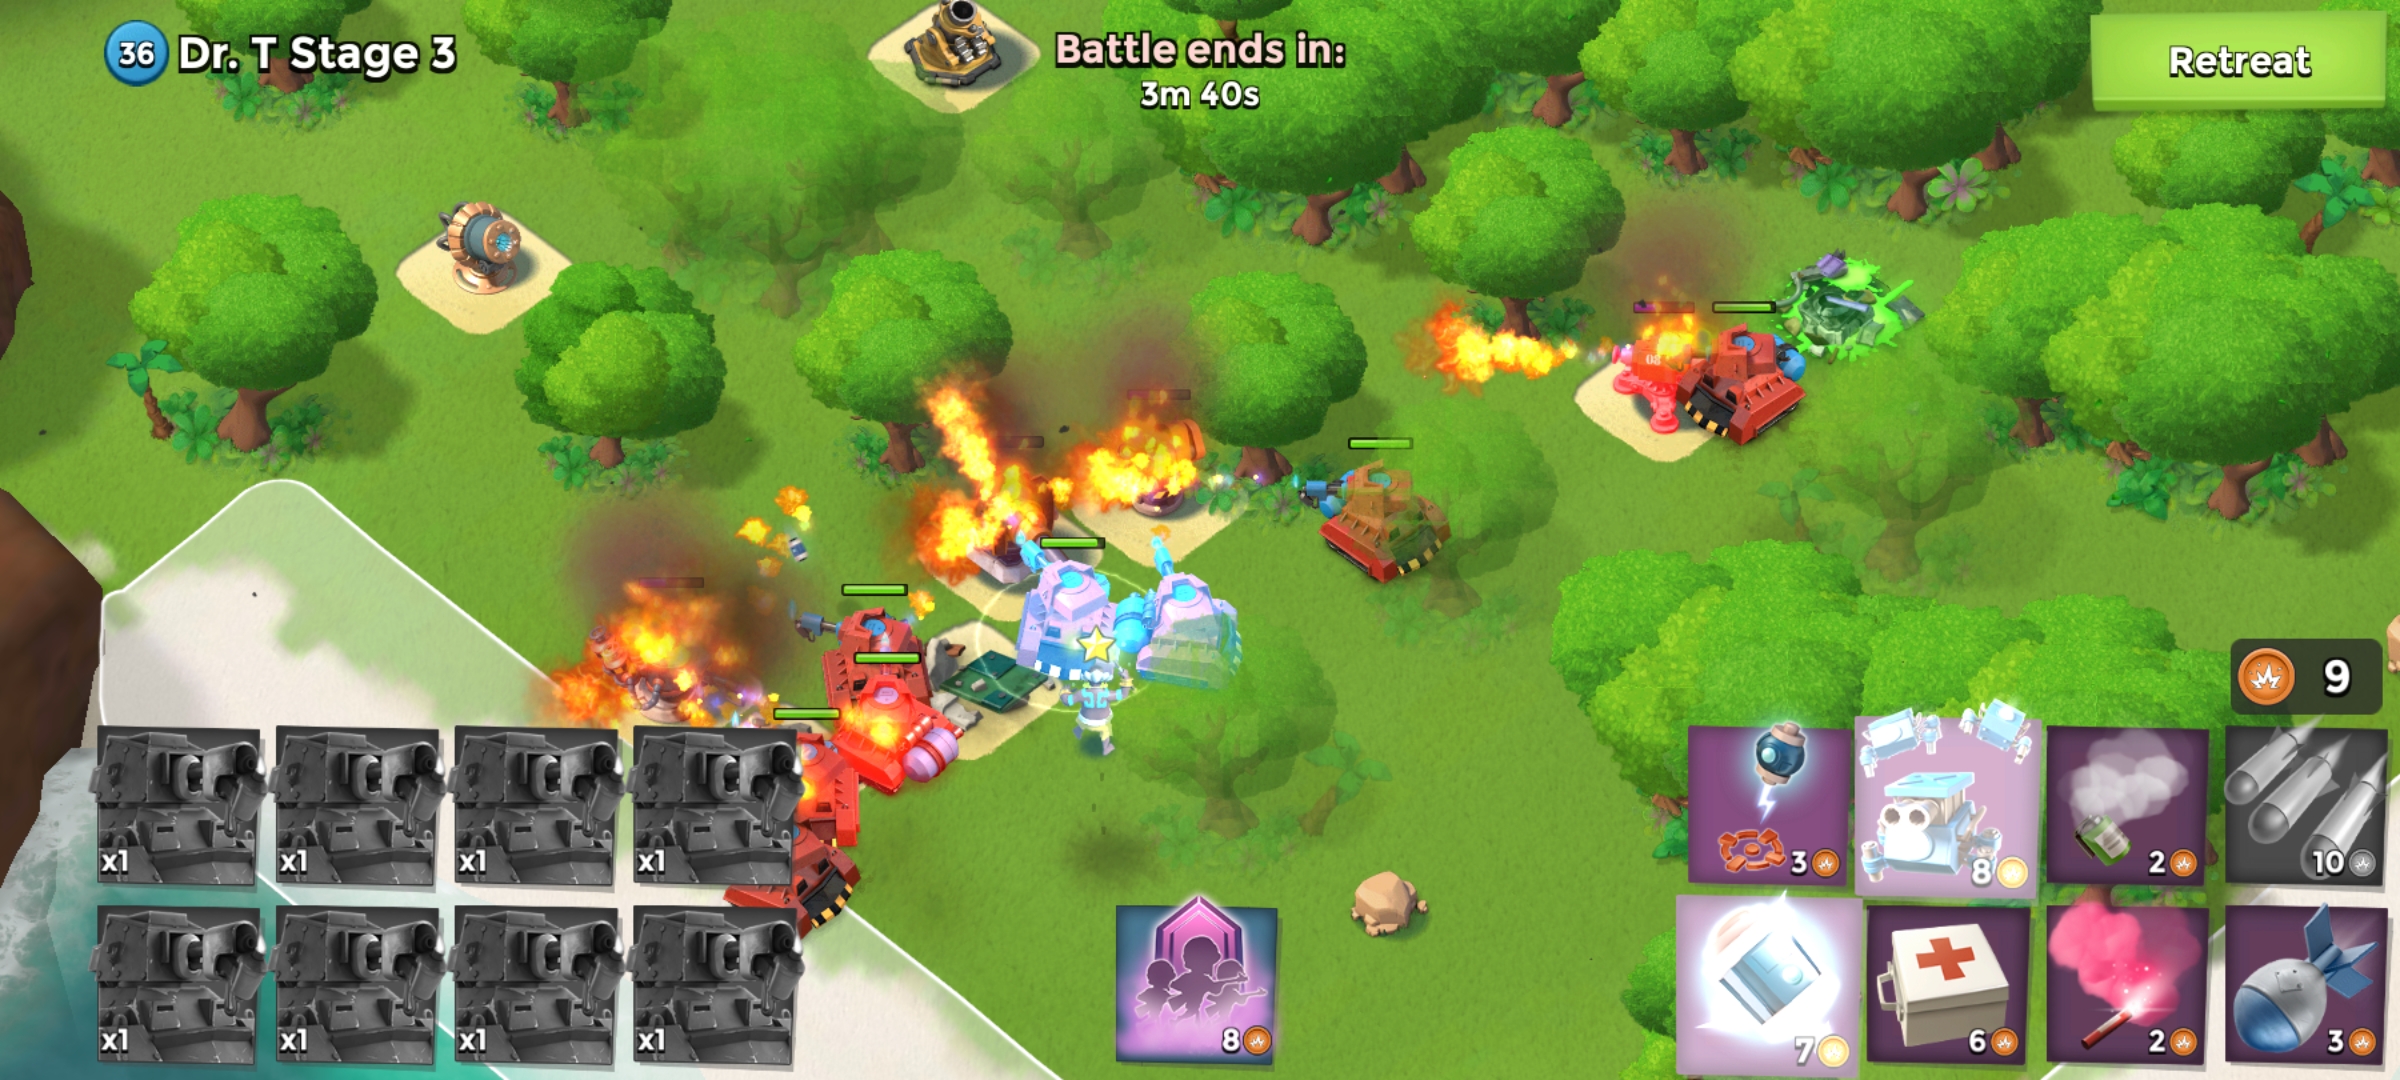 36 Dr. T Stage 3
Battle ends in:
3m 40s
Retreat
08
9
x1 x1 x1 x1
3 8 2 10
x1 x1 x1 x1
8
7 6 2 3